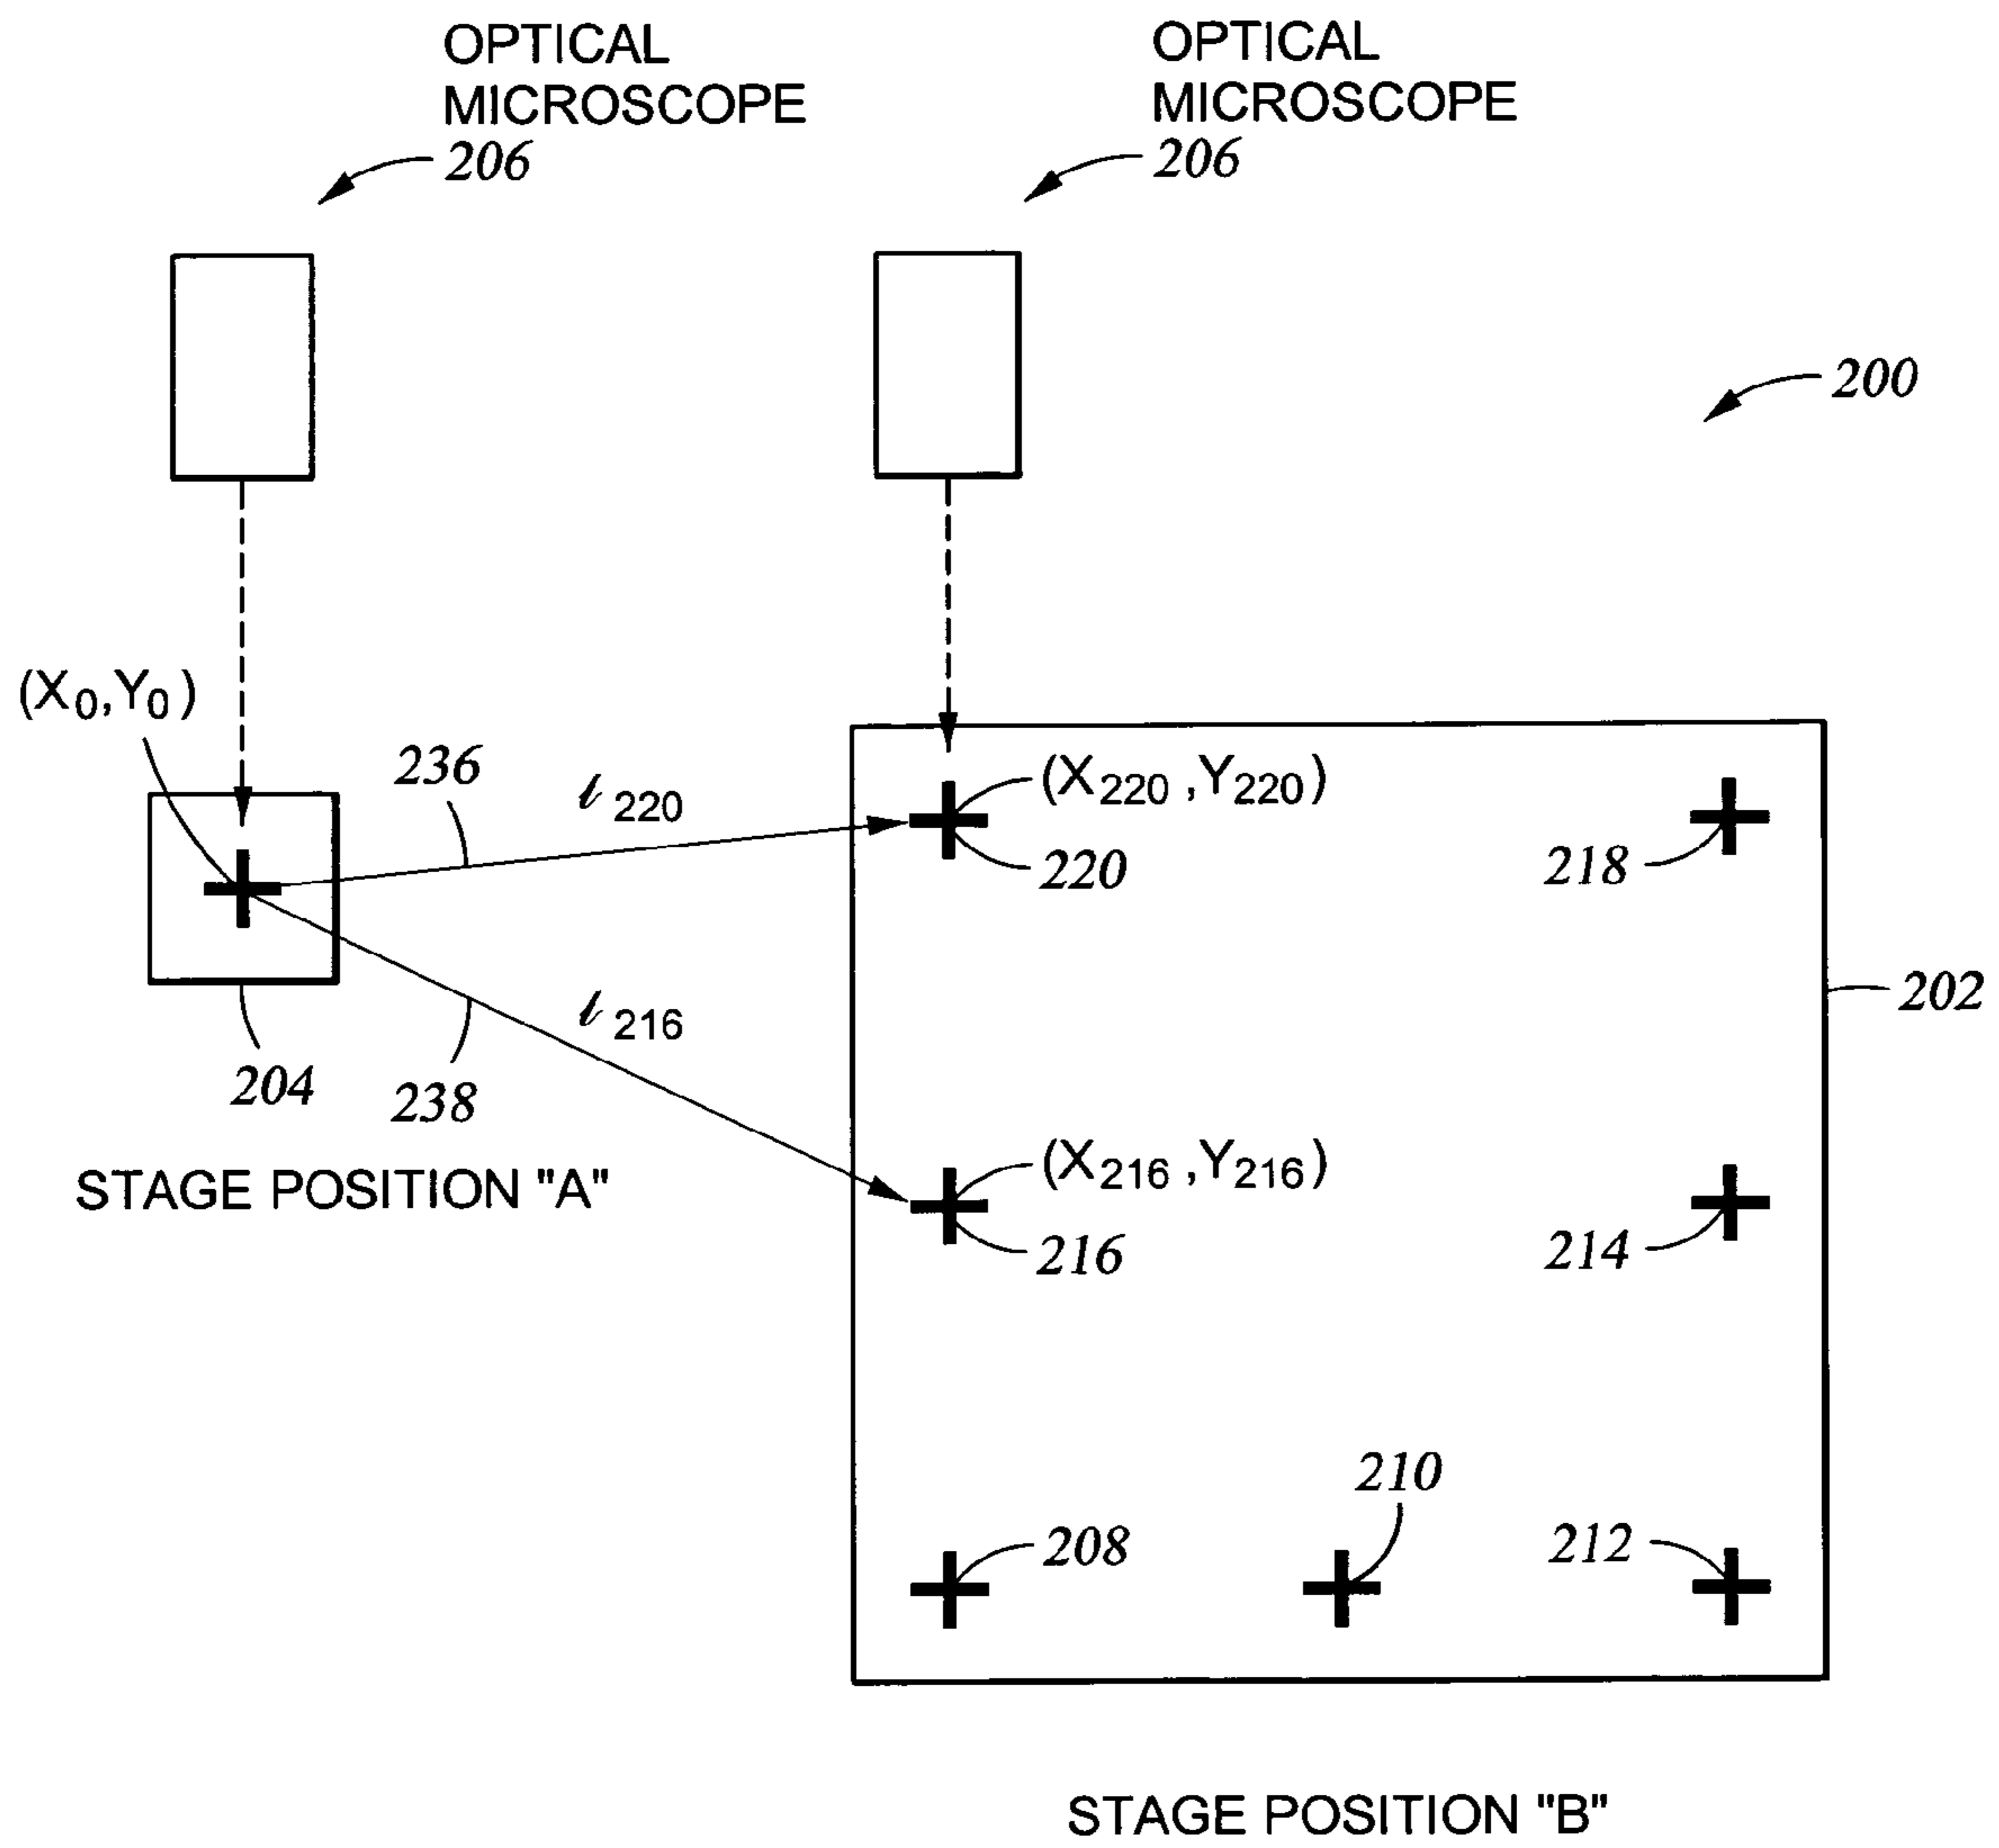 OPTICAL
MICROSCOPE
206
OPTICAL
MICROSCOPE
206
200
(X0,Y0)
236
ℓ220
(X220,Y220)
220
218
202
204
238
ℓ216
STAGE POSITION "A"
(X216,Y216)
216
214
210
208
212
STAGE POSITION "B"